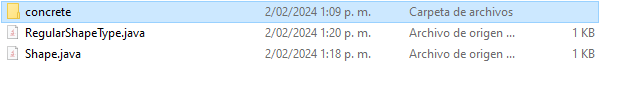 concrete 2/02/2024 1:09 p. m. Carpeta de archivos
RegularShapeType.java 2/02/2024 1:20 p. m. Archivo de origen ... 1 KB
Shape.java 2/02/2024 1:18 p. m. Archivo de origen ... 1 KB